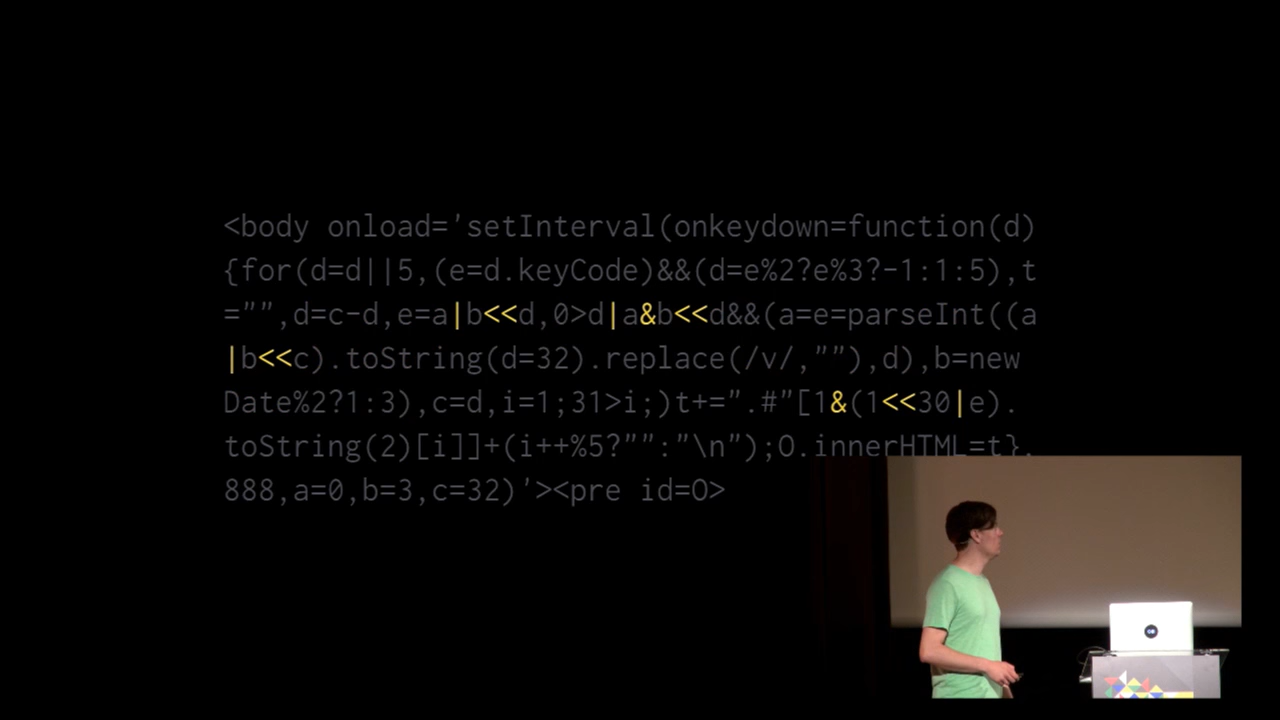 <body onload='setInterval(onkeydown=function(d)
{for(d=d||5,(e=d.keyCode)&&(d=e%2?e%3?-1:1:5),t
="",d=c-d,e=a|b<<d,0>d|a&b<<d&&(a=e=parseInt((a
|b<<c).toString(d=32).replace(/v/,""),d),b=new
Date%2?1:3),c=d,i=1;31>i;)t+=".#"[1&(1<<30|e).
toString(2)[i]]+(i++%5?"":"\n");O.innerHTML=t},
888,a=0,b=3,c=32)'><pre id=O>